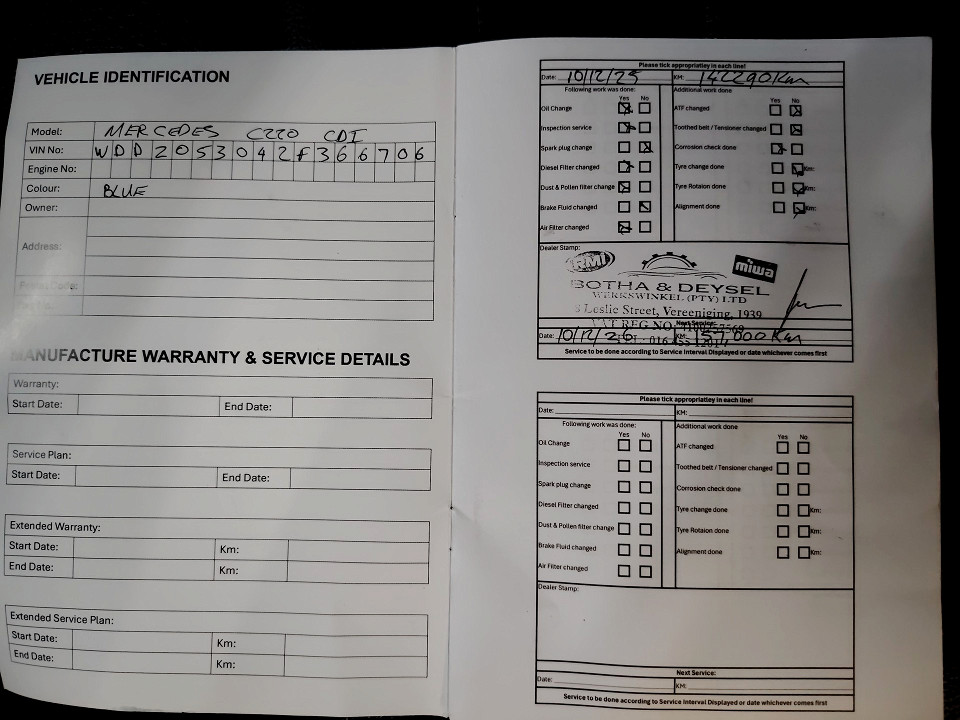 VEHICLE IDENTIFICATION
Model: MERCEDES C220 CDI
VIN No: WDD2053042F366706
Engine No:
Colour: BLUE
Owner:
Address:
MANUFACTURE WARRANTY & SERVICE DETAILS
Warranty:
Start Date: End Date:
Service Plan:
Start Date: End Date:
Extended Warranty:
Start Date: Km:
End Date: Km:
Extended Service Plan:
Start Date: Km:
End Date: Km:
Please tick appropriatley in each line!
Date: 10/12/25 KM: 142290 Km
Following work was done: Additional work done
Yes No Yes No
Oil Change ATF changed
Inspection service Toothed belt / Tensioner changed
Spark plug change Corrosion check done
Diesel Filter changed Tyre change done Km:
Dust & Pollen filter change Tyre Rotaion done Km:
Brake Fluid changed Alignment done Km:
Air Filter changed
Dealer Stamp:
RMI miwa
BOTHA & DEYSEL
WERKSWINKEL (PTY) LTD
Leslie Street, Vereeniging, 1939
VAT REG NO:
Next Service:
Date: 10/12/26 KM: 157 000 Km
Service to be done according to Service Interval Displayed or date whichever comes first
Please tick appropriatley in each line!
Date: KM:
Following work was done: Additional work done
Yes No Yes No
Oil Change ATF changed
Inspection service Toothed belt / Tensioner changed
Spark plug change Corrosion check done
Diesel Filter changed Tyre change done Km:
Dust & Pollen filter change Tyre Rotaion done Km:
Brake Fluid changed Alignment done Km:
Air Filter changed
Dealer Stamp:
Next Service:
Date: KM:
Service to be done according to Service Interval Displayed or date whichever comes first